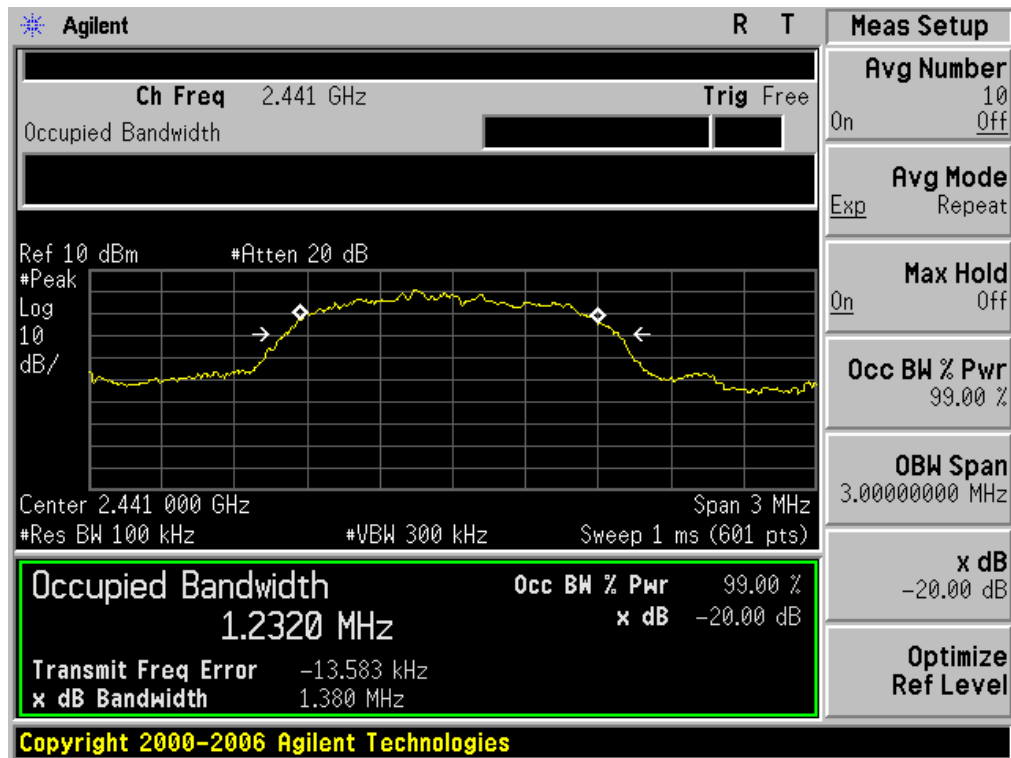 Agilent R T
Ch Freq 2.441 GHz Trig Free
Occupied Bandwidth
Ref 10 dBm #Atten 20 dB
#Peak
Log
10
dB/
Center 2.441 000 GHz Span 3 MHz
#Res BW 100 kHz #VBW 300 kHz Sweep 1 ms (601 pts)
Occupied Bandwidth Occ BW % Pwr 99.00 %
1.2320 MHz x dB -20.00 dB
Transmit Freq Error -13.583 kHz
x dB Bandwidth 1.380 MHz
Copyright 2000-2006 Agilent Technologies
Meas Setup
Avg Number
10
On Off
Avg Mode
Exp Repeat
Max Hold
On Off
Occ BW % Pwr
99.00 %
OBW Span
3.00000000 MHz
x dB
-20.00 dB
Optimize
Ref Level